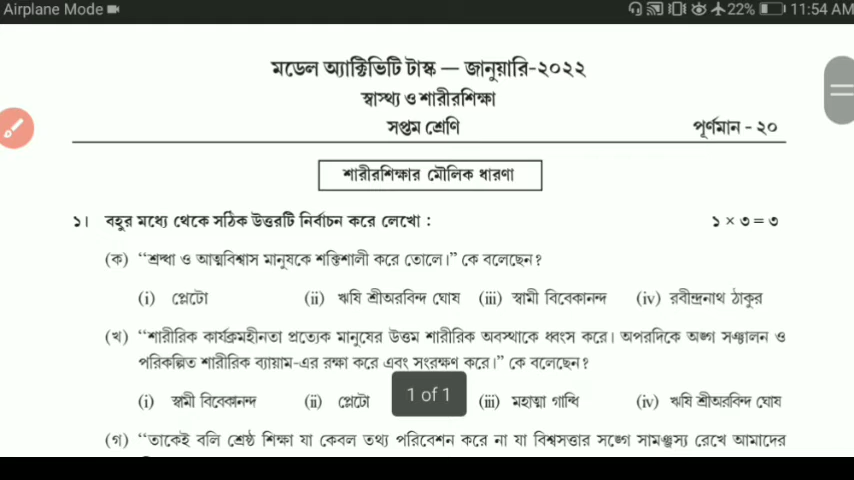 Airplane Mode 22% 11:54 AM
মডেল অ্যাক্টিভিটি টাস্ক — জানুয়ারি-২০২২
স্বাস্থ্য ও শারীরশিক্ষা
সপ্তম শ্রেণি পূর্ণমান - ২০
শারীরশিক্ষার মৌলিক ধারণা
১। বহুর মধ্যে থেকে সঠিক উত্তরটি নির্বাচন করে লেখো : ১ × ৩ = ৩
(ক) “শ্রদ্ধা ও আত্মবিশ্বাস মানুষকে শক্তিশালী করে তোলে।” কে বলেছেন?
(i) প্লেটো (ii) ঋষি শ্রীঅরবিন্দ ঘোষ (iii) স্বামী বিবেকানন্দ (iv) রবীন্দ্রনাথ ঠাকুর
(খ) “শারীরিক কার্যক্রমহীনতা প্রত্যেক মানুষের উত্তম শারীরিক অবস্থাকে ধ্বংস করে। অপরদিকে অঙ্গ সঞ্চালন ও
পরিকল্পিত শারীরিক ব্যায়াম-এর রক্ষা করে এবং সংরক্ষণ করে।” কে বলেছেন?
(i) স্বামী বিবেকানন্দ (ii) প্লেটো (iii) মহাত্মা গান্ধি (iv) ঋষি শ্রীঅরবিন্দ ঘোষ
1 of 1
(গ) “তাকেই বলি শ্রেষ্ঠ শিক্ষা যা কেবল তথ্য পরিবেশন করে না যা বিশ্বসত্তার সঙ্গে সামঞ্জস্য রেখে আমাদের